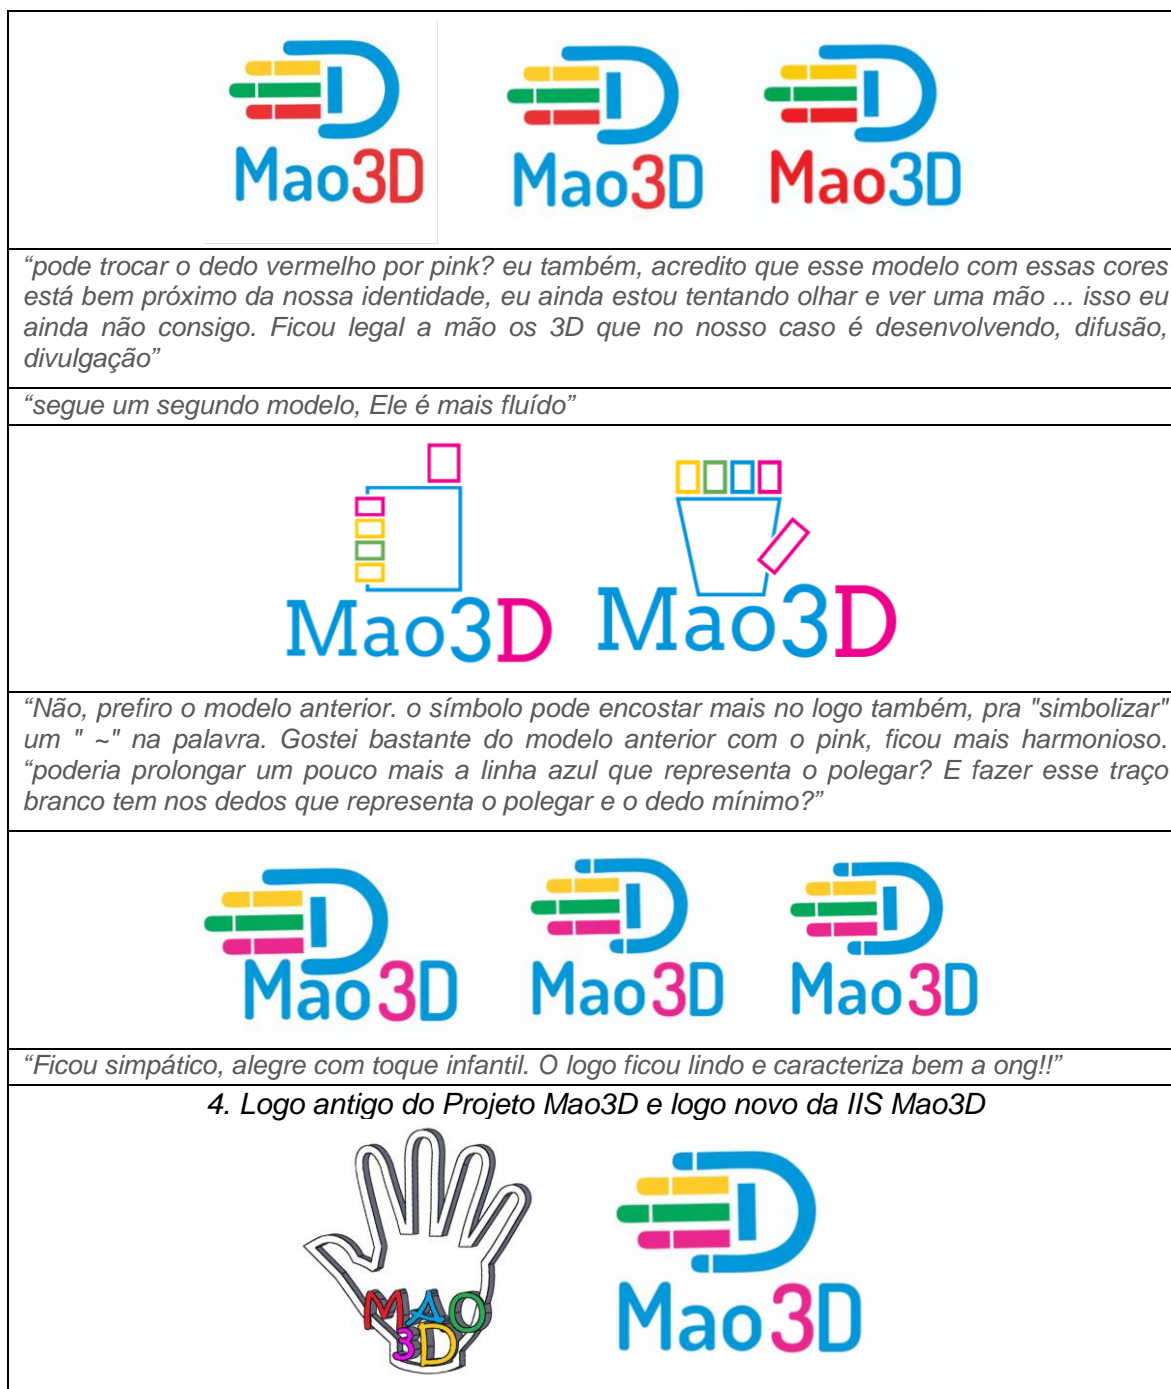 Mao3D Mao3D Mao3D
“pode trocar o dedo vermelho por pink? eu também, acredito que esse modelo com essas cores
está bem próximo da nossa identidade, eu ainda estou tentando olhar e ver uma mão ... isso eu
ainda não consigo. Ficou legal a mão os 3D que no nosso caso é desenvolvendo, difusão,
divulgação”
“segue um segundo modelo, Ele é mais fluído”
Mao3D Mao3D
“Não, prefiro o modelo anterior. o símbolo pode encostar mais no logo também, pra "simbolizar"
um " ~" na palavra. Gostei bastante do modelo anterior com o pink, ficou mais harmonioso.
“poderia prolongar um pouco mais a linha azul que representa o polegar? E fazer esse traço
branco tem nos dedos que representa o polegar e o dedo mínimo?”
Mao3D Mao3D Mao3D
“Ficou simpático, alegre com toque infantil. O logo ficou lindo e caracteriza bem a ong!!”
4. Logo antigo do Projeto Mao3D e logo novo da IIS Mao3D
MAO
3D
Mao3D